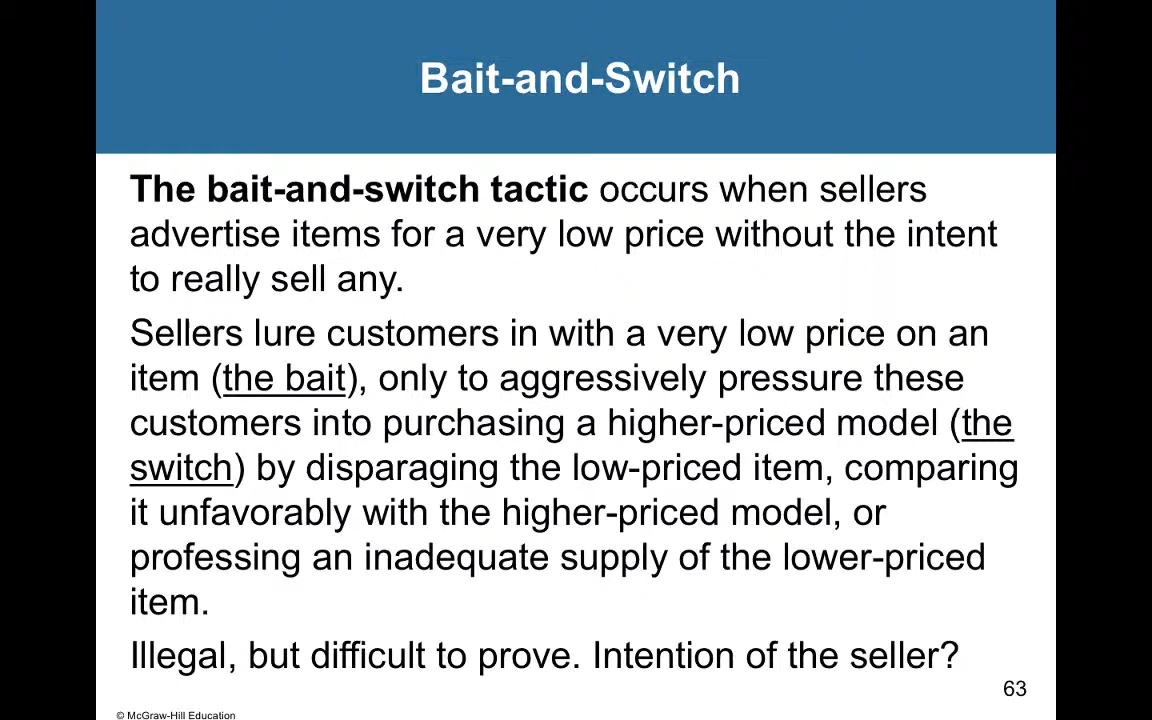 Bait-and-Switch
The bait-and-switch tactic occurs when sellers
advertise items for a very low price without the intent
to really sell any.
Sellers lure customers in with a very low price on an
item (the bait), only to aggressively pressure these
customers into purchasing a higher-priced model (the
switch) by disparaging the low-priced item, comparing
it unfavorably with the higher-priced model, or
professing an inadequate supply of the lower-priced
item.
Illegal, but difficult to prove. Intention of the seller?
63
© McGraw-Hill Education